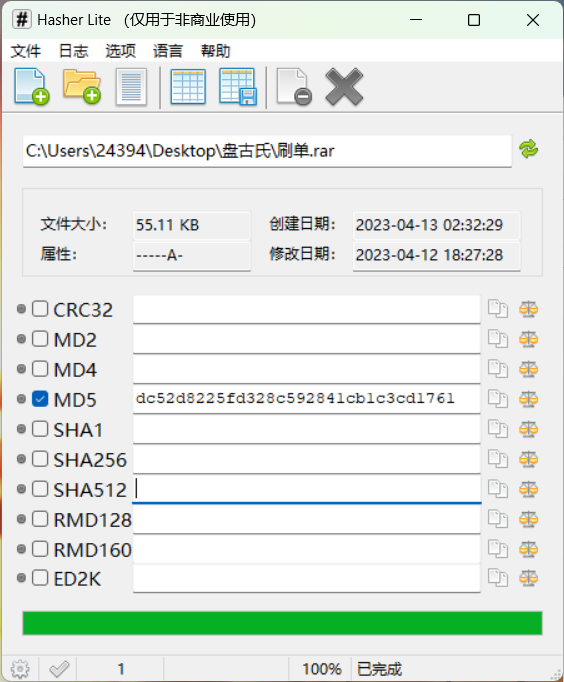 Hasher Lite (仅用于非商业使用)
文件 日志 选项 语言 帮助
C:\Users\24394\Desktop\盘古氏\刷单.rar
文件大小: 55.11 KB 创建日期: 2023-04-13 02:32:29
属性: -----A- 修改日期: 2023-04-12 18:27:28
CRC32
MD2
MD4
MD5 dc52d8225fd328c592841cb1c3cd1761
SHA1
SHA256
SHA512
RMD128
RMD160
ED2K
1 100% 已完成